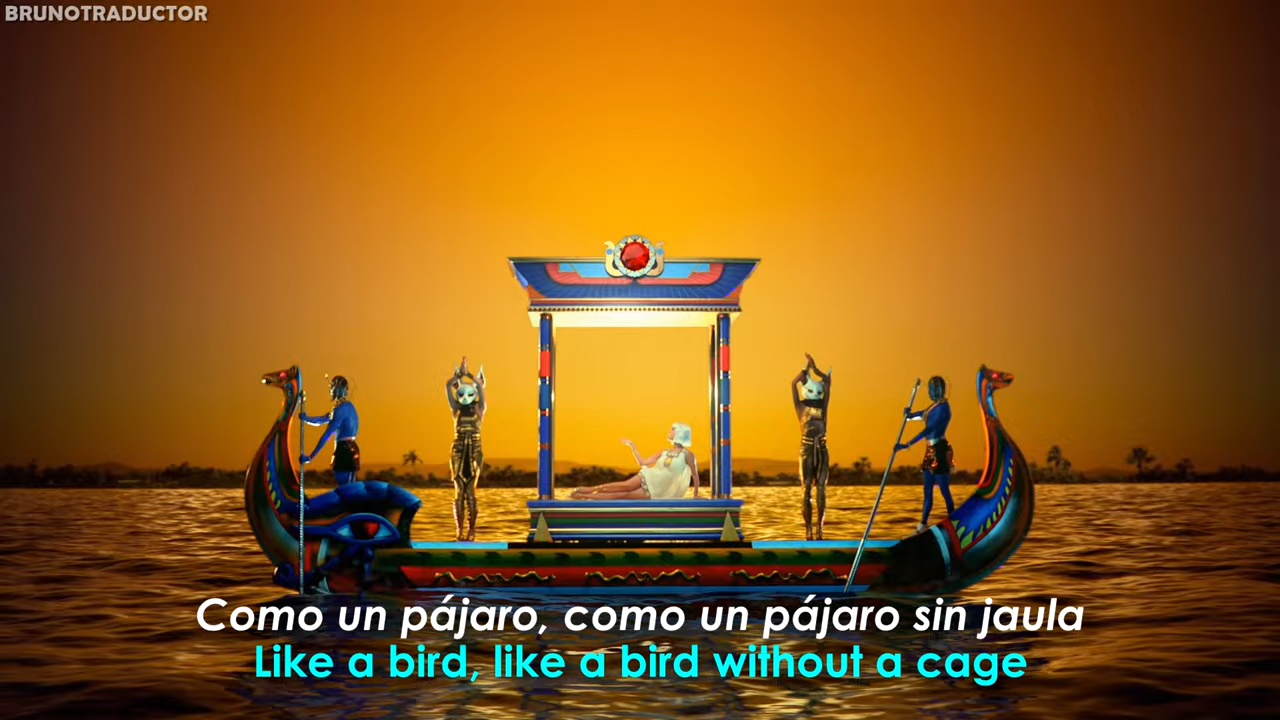 BRUNOTRADUCTOR
Como un pájaro, como un pájaro sin jaula
Like a bird, like a bird without a cage